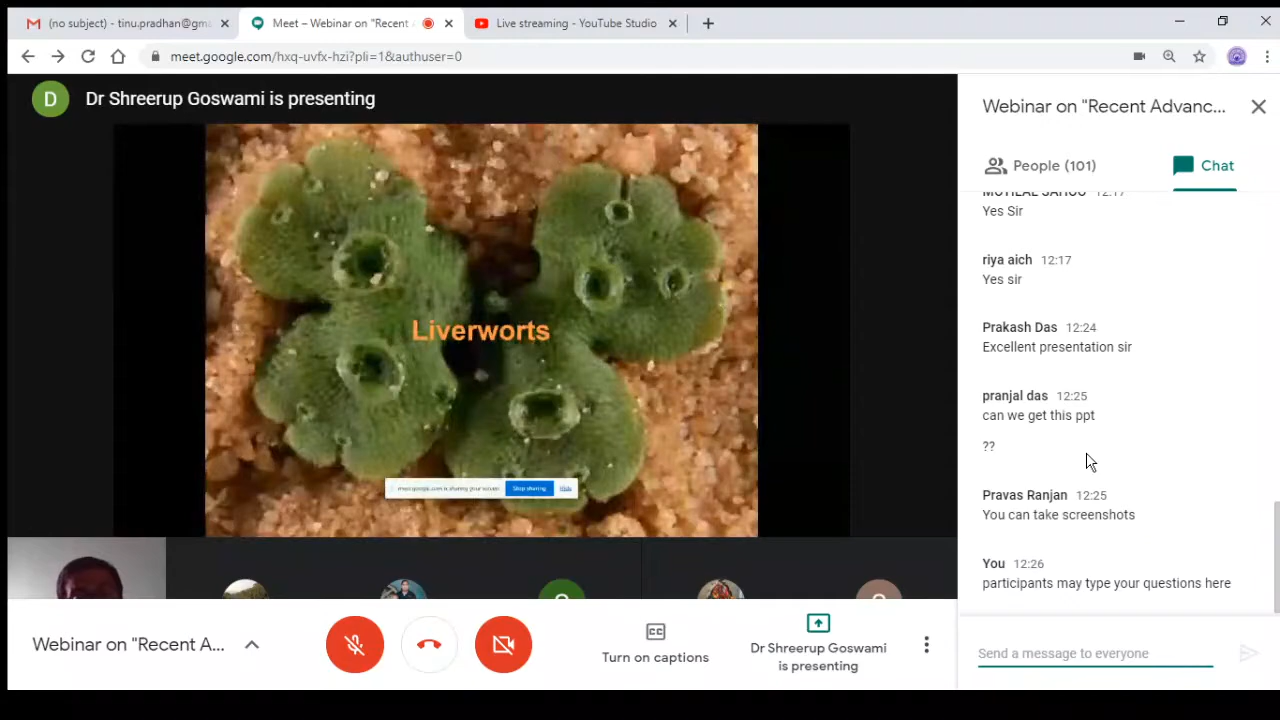 (no subject) - tinu.pradhan@gma
Meet – Webinar on "Recent A
Live streaming - YouTube Studio
meet.google.com/hxq-uvfx-hzi?pli=1&authuser=0
D
Dr Shreerup Goswami is presenting
Liverworts
Stop sharing
Hide
Webinar on "Recent A...
Turn on captions
Dr Shreerup Goswami
is presenting
Webinar on "Recent Advanc...
People (101)
Chat
12:17
Yes Sir
riya aich 12:17
Yes sir
Prakash Das 12:24
Excellent presentation sir
pranjal das 12:25
can we get this ppt
??
Pravas Ranjan 12:25
You can take screenshots
You 12:26
participants may type your questions here
Send a message to everyone